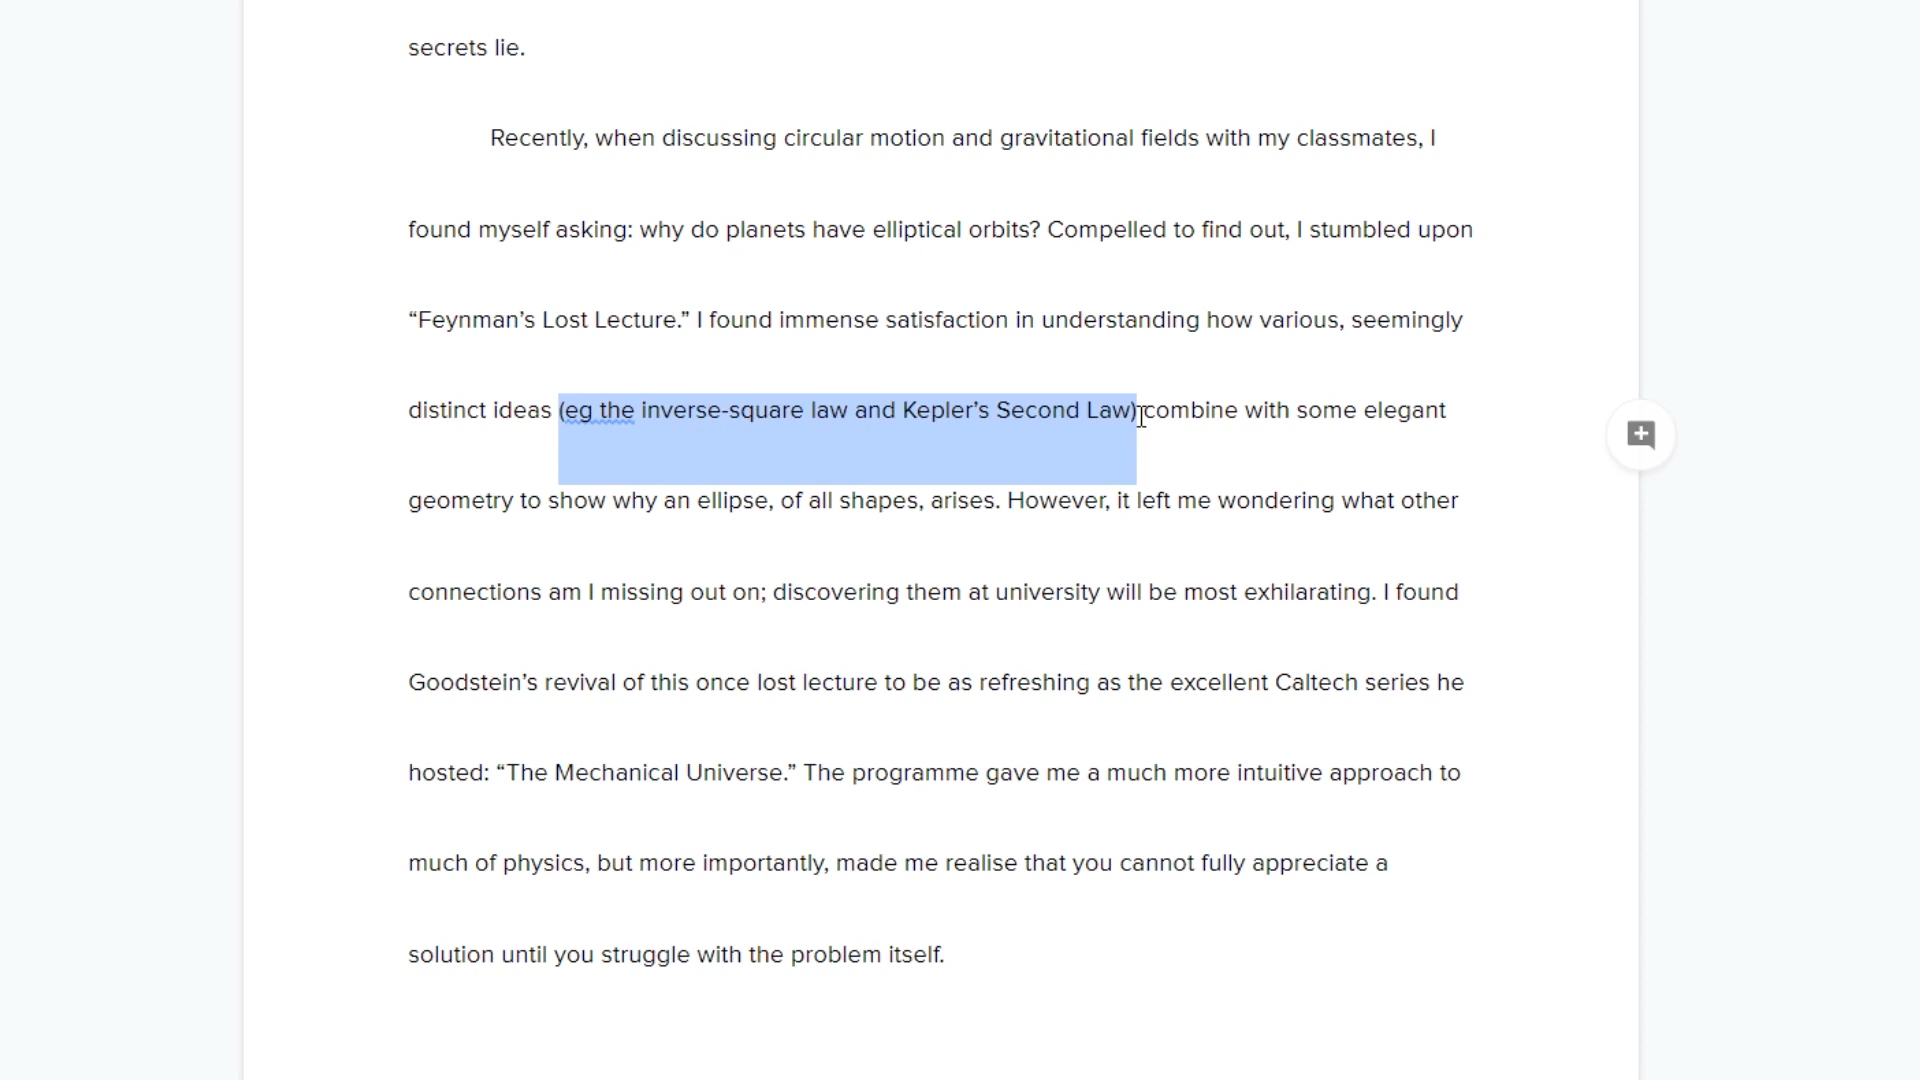 secrets lie.
Recently, when discussing circular motion and gravitational fields with my classmates, I
found myself asking: why do planets have elliptical orbits? Compelled to find out, I stumbled upon
“Feynman’s Lost Lecture.” I found immense satisfaction in understanding how various, seemingly
distinct ideas (eg the inverse-square law and Kepler’s Second Law) combine with some elegant
geometry to show why an ellipse, of all shapes, arises. However, it left me wondering what other
connections am I missing out on; discovering them at university will be most exhilarating. I found
Goodstein’s revival of this once lost lecture to be as refreshing as the excellent Caltech series he
hosted: “The Mechanical Universe.” The programme gave me a much more intuitive approach to
much of physics, but more importantly, made me realise that you cannot fully appreciate a
solution until you struggle with the problem itself.